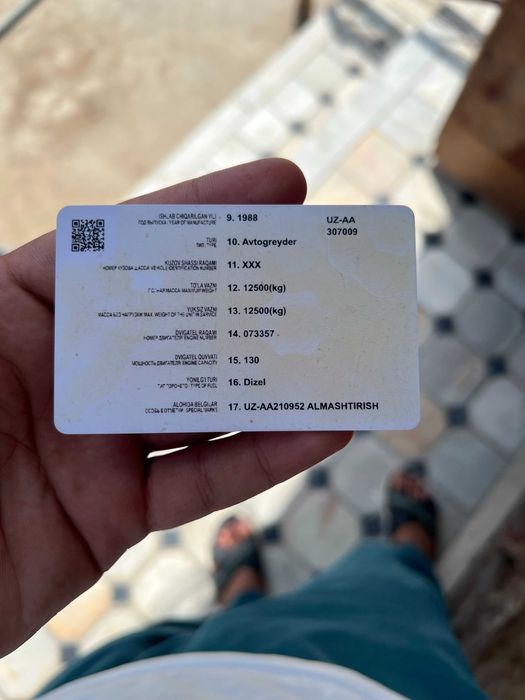 ISHLAB CHIQARILGAN YILI
ГОД ВЫПУСКА / YEAR OF MANUFACTURE
9. 1988
UZ-AA
307009
TURI
ТИП / TYPE
10. Avtogreyder
KUZOV SHASSI RAQAMI
НОМЕР КУЗОВА ШАССИ / VEHICLE IDENTIFICATION NUMBER
11. XXX
TO'LA VAZNI
ПОЛНАЯ МАССА / MAXIMUM WEIGHT
12. 12500(kg)
YUKSIZ VAZNI
МАССА БЕЗ НАГРУЗКИ / MAX. WEIGHT OF THE UNIT IN SERVICE
13. 12500(kg)
DVIGATEL RAQAMI
НОМЕР ДВИГАТЕЛЯ / ENGINE NUMBER
14. 073357
DVIGATEL QUVVATI
МОЩНОСТЬ ДВИГАТЕЛЯ / ENGINE CAPACITY
15. 130
YONILG'I TURI
ТИП ТОПЛИВА / TYPE OF FUEL
16. Dizel
ALOHIDA BELGILAR
ОСОБЫЕ ОТМЕТКИ / SPECIAL MARKS
17. UZ-AA210952 ALMASHTIRISH